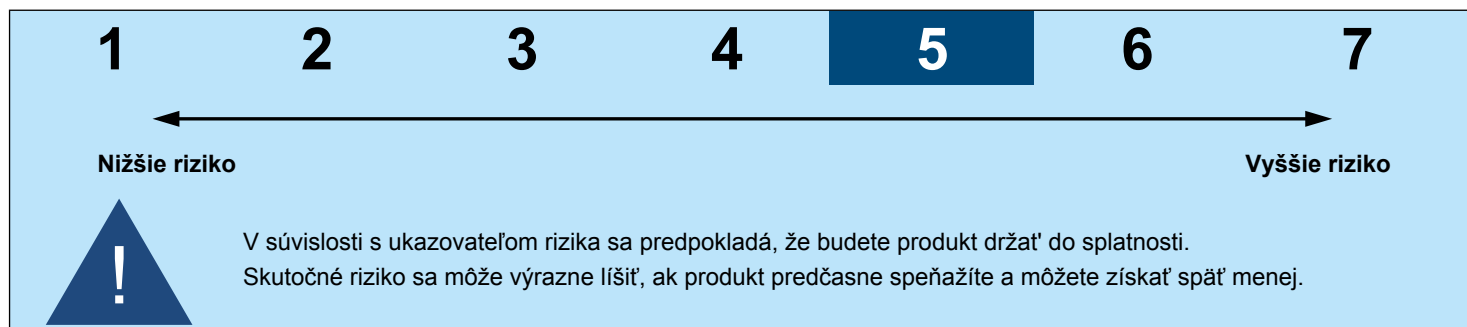 1 2 3 4 5 6 7
Nižšie riziko Vyššie riziko
!
V súvislosti s ukazovateľom rizika sa predpokladá, že budete produkt držat' do splatnosti.
Skutočné riziko sa môže výrazne líšiť, ak produkt predčasne speňažíte a môžete získať späť menej.